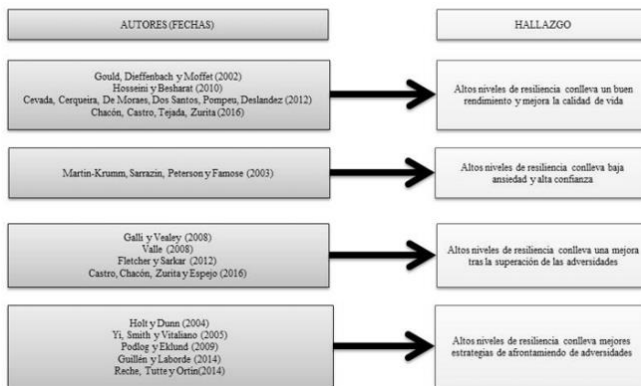 AUTORES (FECHAS)
HALLAZGO
Gould, Dieffenbach y Moffet (2002)
Hosseini y Besharat (2010)
Cevada, Cerqueira, De Moraes, Dos Santos, Pompeu, Deslandez (2012)
Chacón, Castro, Tejada, Zurita (2016)
Altos niveles de resiliencia conlleva un buen
rendimiento y mejora la calidad de vida
Martin-Krumm, Sarrazin, Peterson y Famose (2003)
Altos niveles de resiliencia conlleva baja
ansiedad y alta confianza
Galli y Vealey (2008)
Valle (2008)
Fletcher y Sarkar (2012)
Castro, Chacón, Zurita y Espejo (2016)
Altos niveles de resiliencia conlleva una mejora
tras la superación de las adversidades
Holt y Dunn (2004)
Yi, Smith y Vitaliano (2005)
Podlog y Eklund (2009)
Guillén y Laborde (2014)
Reche, Tutte y Ortin(2014)
Altos niveles de resiliencia conlleva mejores
estrategias de afrontamiendo de adversidades